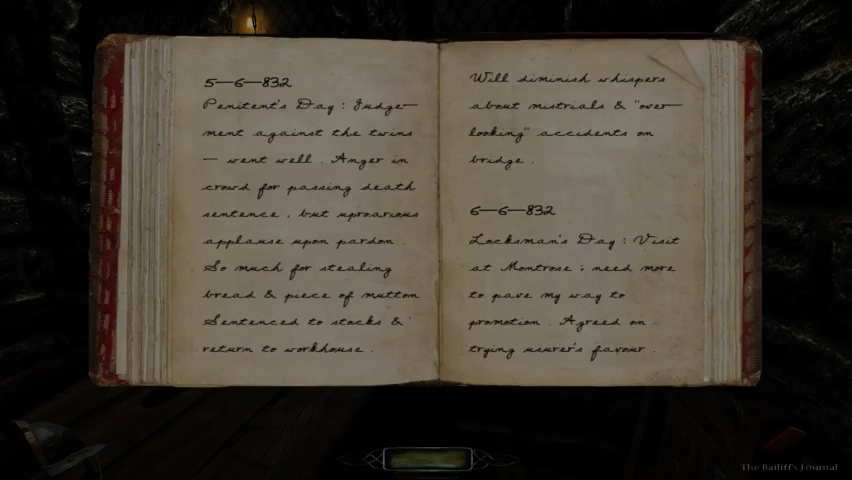 5-6-832
Penitent's Day : Judge-
ment against the twins
- went well . Anger in
crowd for passing death
sentence , but uproarious
applause upon pardon .
So much for stealing
bread & piece of mutton
Sentenced to stocks &
return to workhouse .
Will diminish whispers
about mistrials & "over-
looking" accidents on
bridge .
6-6-832
Locksman's Day : Visit
at Montrose ; need more
to pave my way to
promotion . Agreed on
trying usurer's favour .
The Bailiff's Journal